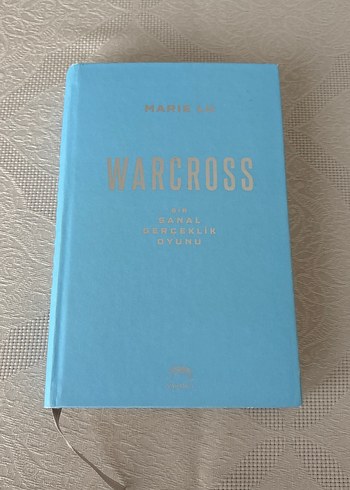 MARIE LU
WARCROSS
BİR
SANAL
GERÇEKLİK
OYUNU